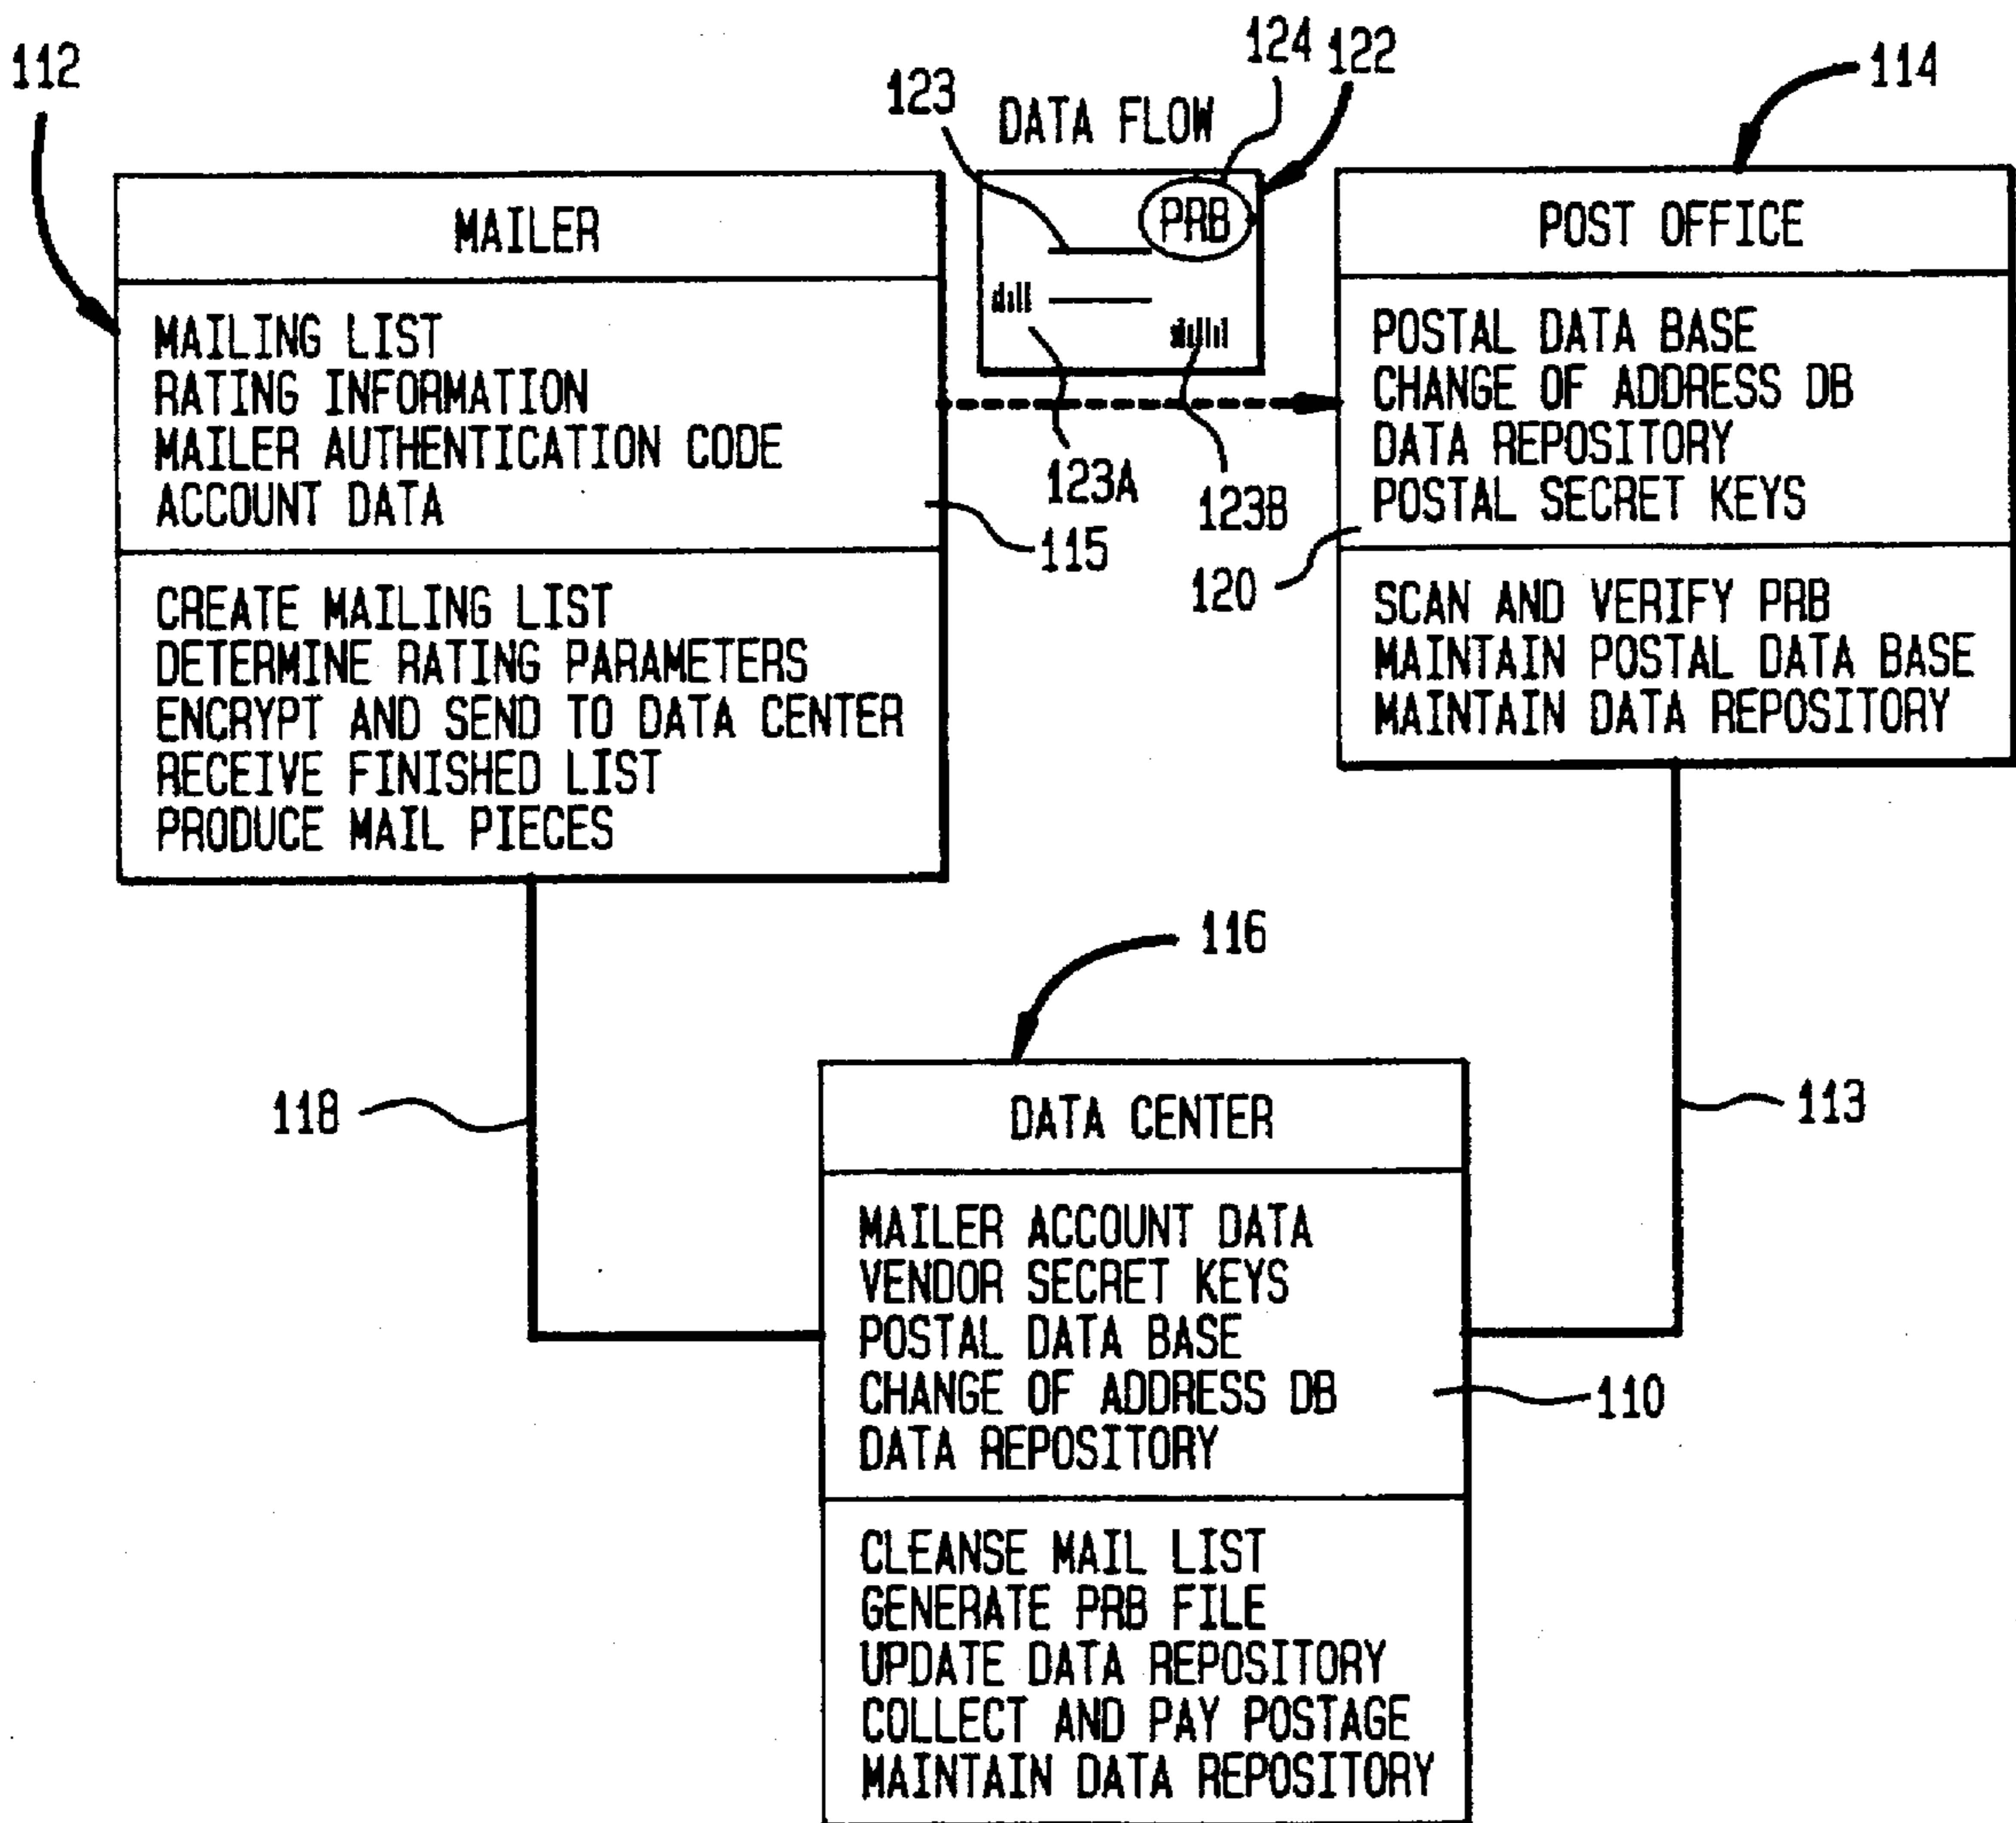 112
123
124
122
114
DATA FLOW
MAILER
PRB
POST OFFICE
MAILING LIST
RATING INFORMATION
MAILER AUTHENTICATION CODE
ACCOUNT DATA
115
123A
123B
POSTAL DATA BASE
CHANGE OF ADDRESS DB
DATA REPOSITORY
POSTAL SECRET KEYS
120
CREATE MAILING LIST
DETERMINE RATING PARAMETERS
ENCRYPT AND SEND TO DATA CENTER
RECEIVE FINISHED LIST
PRODUCE MAIL PIECES
SCAN AND VERIFY PRB
MAINTAIN POSTAL DATA BASE
MAINTAIN DATA REPOSITORY
116
118
113
DATA CENTER
MAILER ACCOUNT DATA
VENDOR SECRET KEYS
POSTAL DATA BASE
CHANGE OF ADDRESS DB
DATA REPOSITORY
110
CLEANSE MAIL LIST
GENERATE PRB FILE
UPDATE DATA REPOSITORY
COLLECT AND PAY POSTAGE
MAINTAIN DATA REPOSITORY